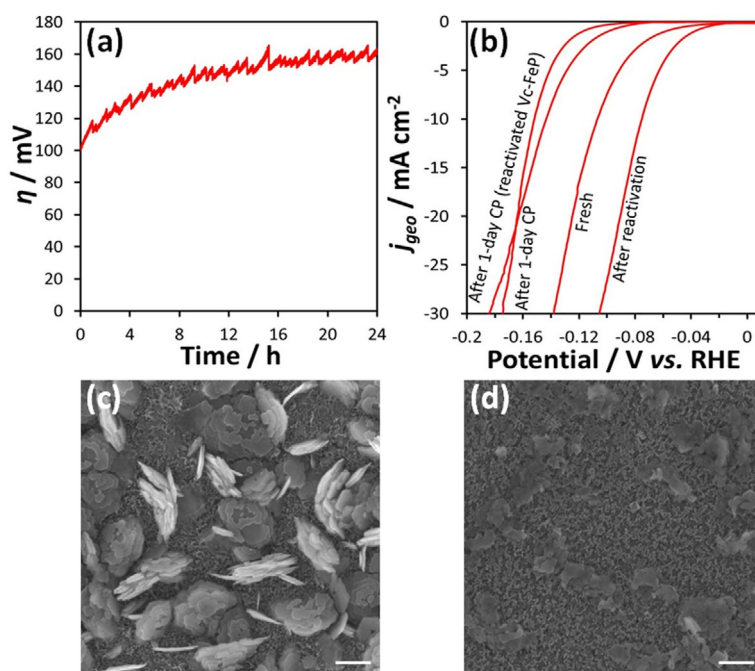 (a)
180
160
140
120
100
80
60
40
20
0
η / mV
0 4 8 12 16 20 24
Time / h
(b)
0
-5
-10
-15
-20
-25
-30
j_geo / mA cm⁻²
After 1-day CP (reactivated Vc-FeP)
After 1-day CP
Fresh
After reactivation
-0.2 -0.16 -0.12 -0.08 -0.04 0
Potential / V vs. RHE
(c)
(d)